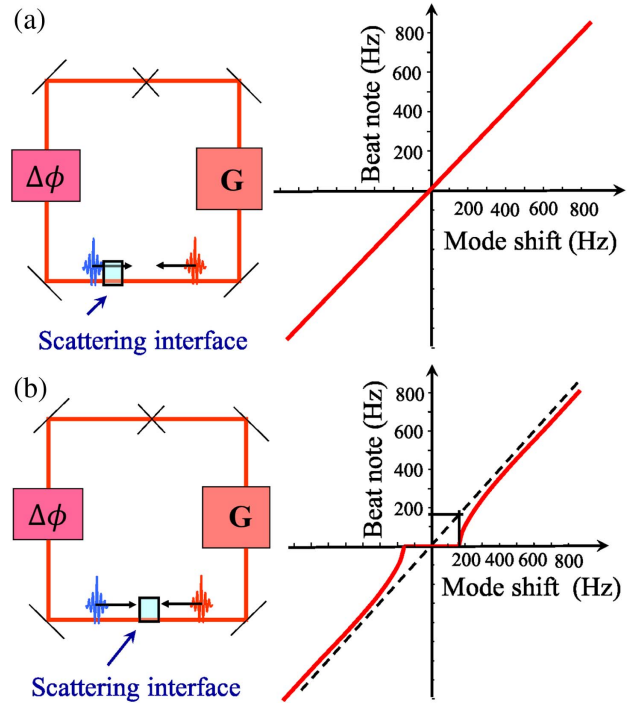 (a)
Δϕ
G
Scattering interface
Beat note (Hz)
800
600
400
200
200 400 600 800
Mode shift (Hz)
(b)
Δϕ
G
Scattering interface
Beat note (Hz)
800
600
400
200
200 400 600 800
Mode shift (Hz)